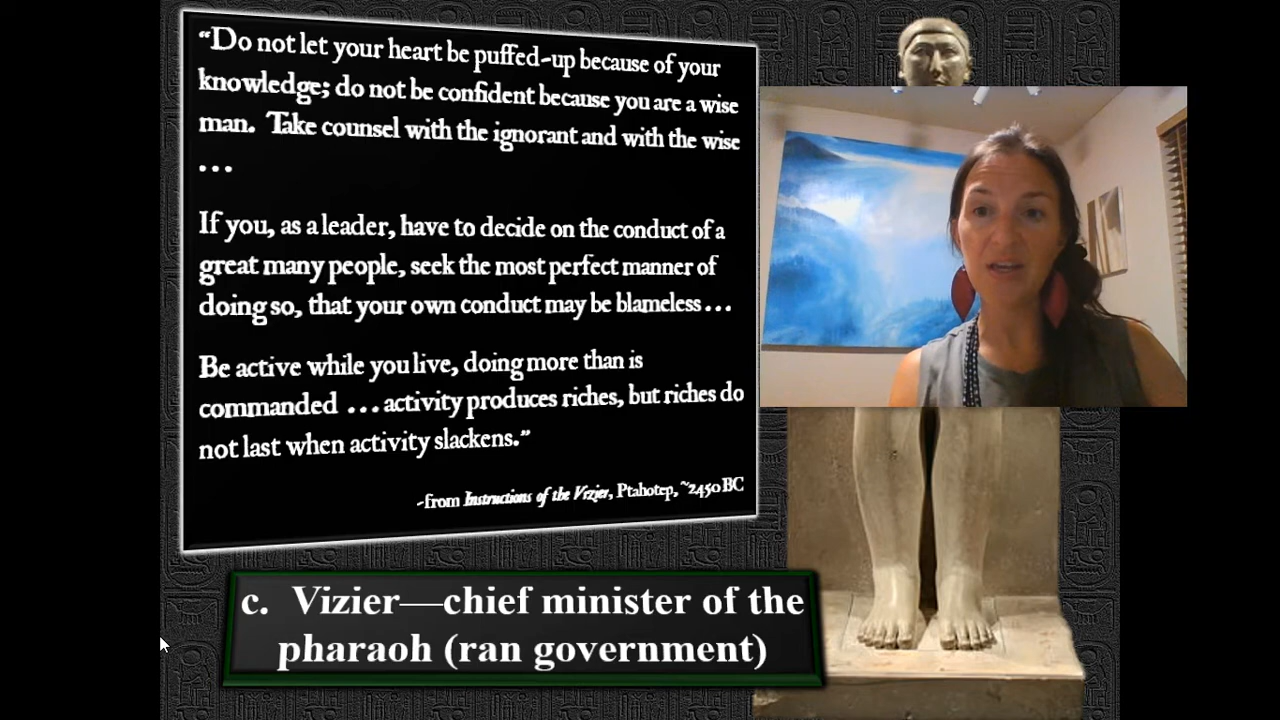 “Do not let your heart be puffed-up because of your
knowledge; do not be confident because you are a wise
man.  Take counsel with the ignorant and with the wise
…
If you, as a leader, have to decide on the conduct of a
great many people, seek the most perfect manner of
doing so, that your own conduct may be blameless…
Be active while you live, doing more than is
commanded …activity produces riches, but riches do
not last when activity slackens.”
-from Instructions of the Vizier, Ptahotep, ~2450 BC
c.  Vizier—chief minister of the
pharaoh (ran government)